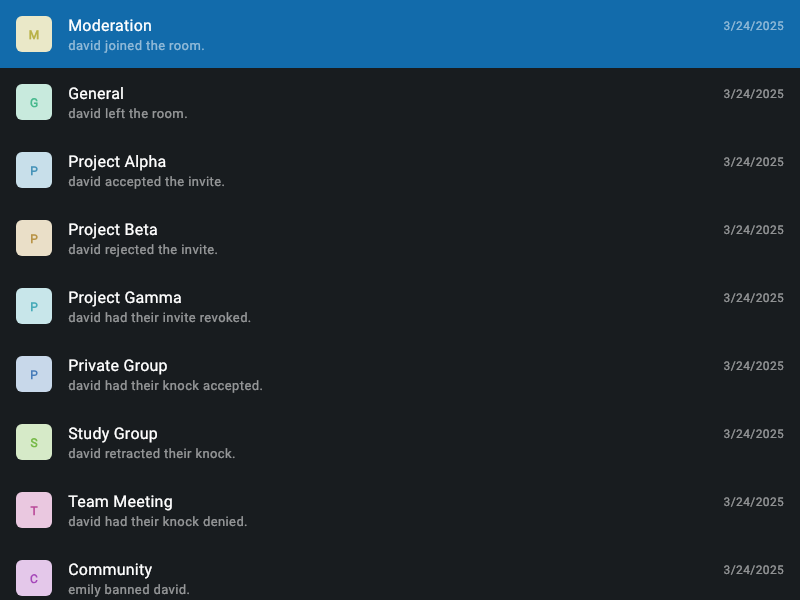 M
Moderation
3/24/2025
david joined the room.
G
General
3/24/2025
david left the room.
P
Project Alpha
3/24/2025
david accepted the invite.
P
Project Beta
3/24/2025
david rejected the invite.
P
Project Gamma
3/24/2025
david had their invite revoked.
P
Private Group
3/24/2025
david had their knock accepted.
S
Study Group
3/24/2025
david retracted their knock.
T
Team Meeting
3/24/2025
david had their knock denied.
C
Community
3/24/2025
emily banned david.